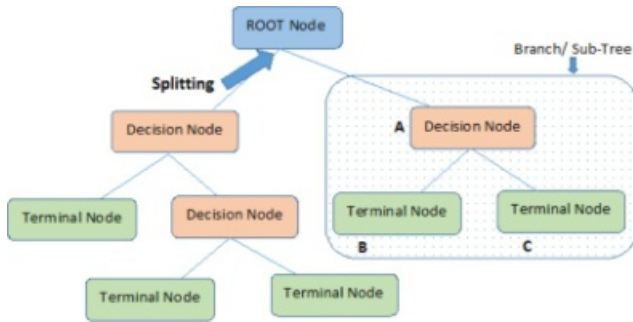 ROOT Node
Branch/ Sub-Tree
Splitting
A
Decision Node
Decision Node
Terminal Node
Decision Node
Terminal Node
Terminal Node
B
C
Terminal Node
Terminal Node